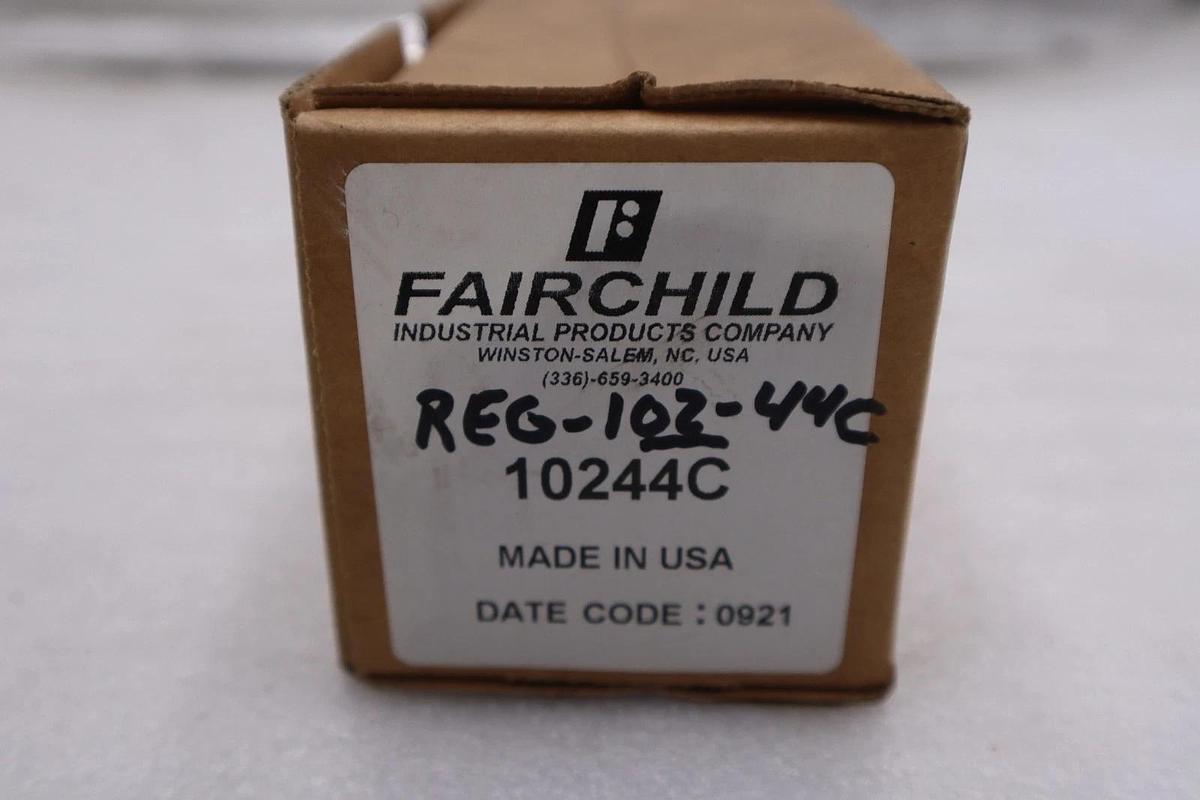 FAIRCHILD
INDUSTRIAL PRODUCTS COMPANY
WINSTON-SALEM, NC, USA
(336)-659-3400
REG-102-44C
10244C
MADE IN USA
DATE CODE : 0921